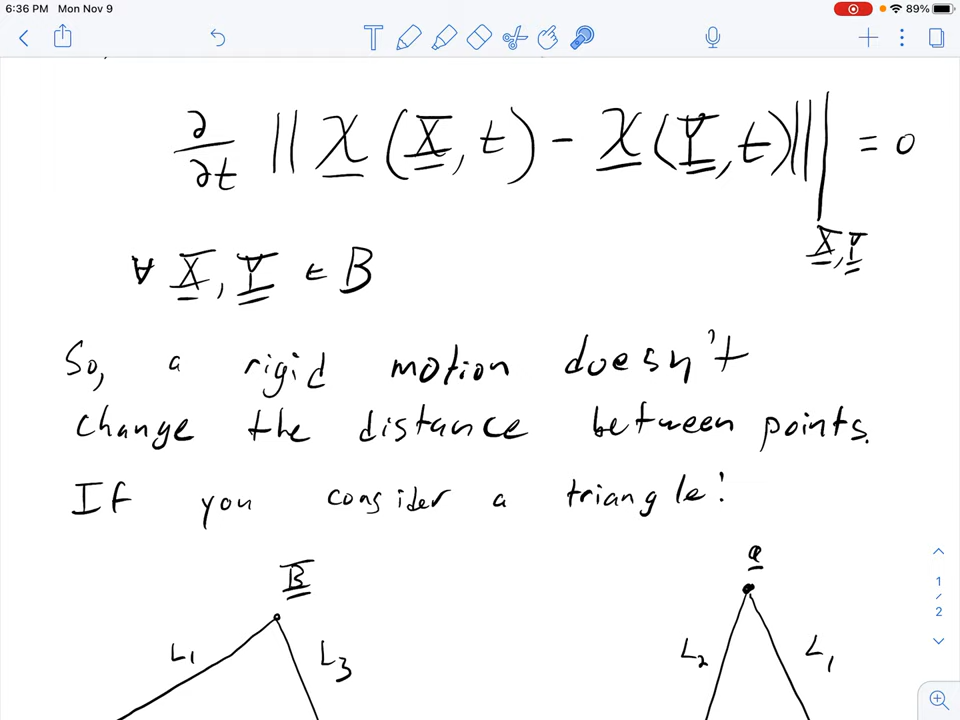 6:36 PM Mon Nov 9 89%
∂/∂t || χ(X, t) - χ(Y, t) || |X,Y = 0
∀ X, Y ∈ B
So, a rigid motion doesn't
change the distance between points.
If you consider a triangle:
B a
L1 L3 L2 L1
1
/
2
T